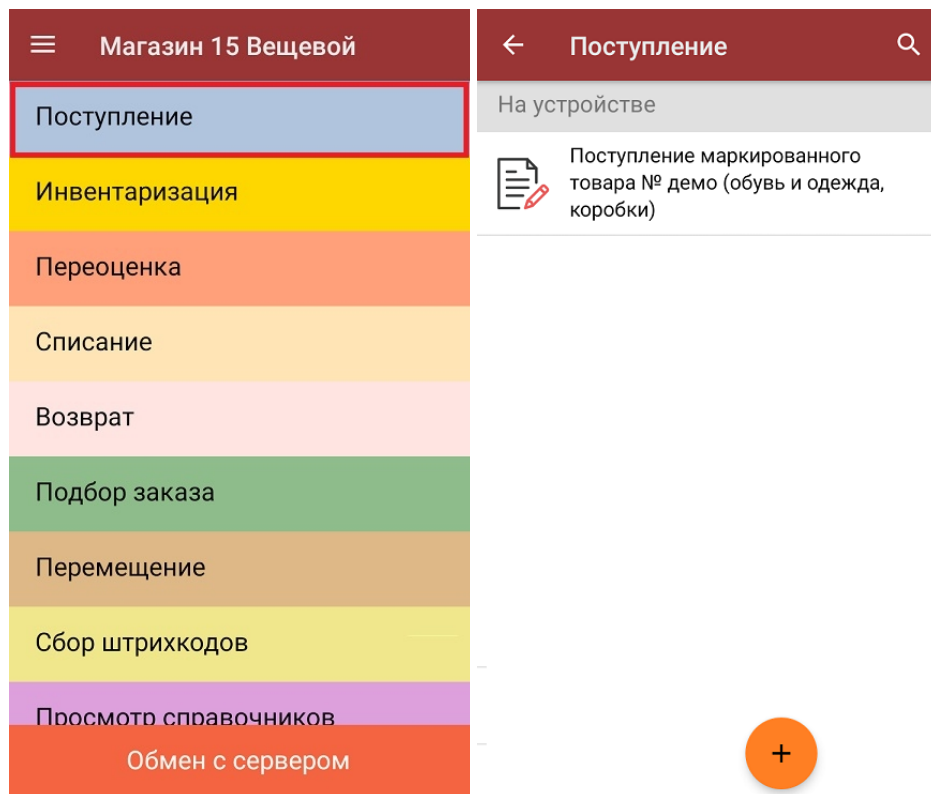 Магазин 15 Вещевой
Поступление
Инвентаризация
Переоценка
Списание
Возврат
Подбор заказа
Перемещение
Сбор штрихкодов
Просмотр справочников
Обмен с сервером
Поступление
На устройстве
Поступление маркированного
товара № демо (обувь и одежда,
коробки)